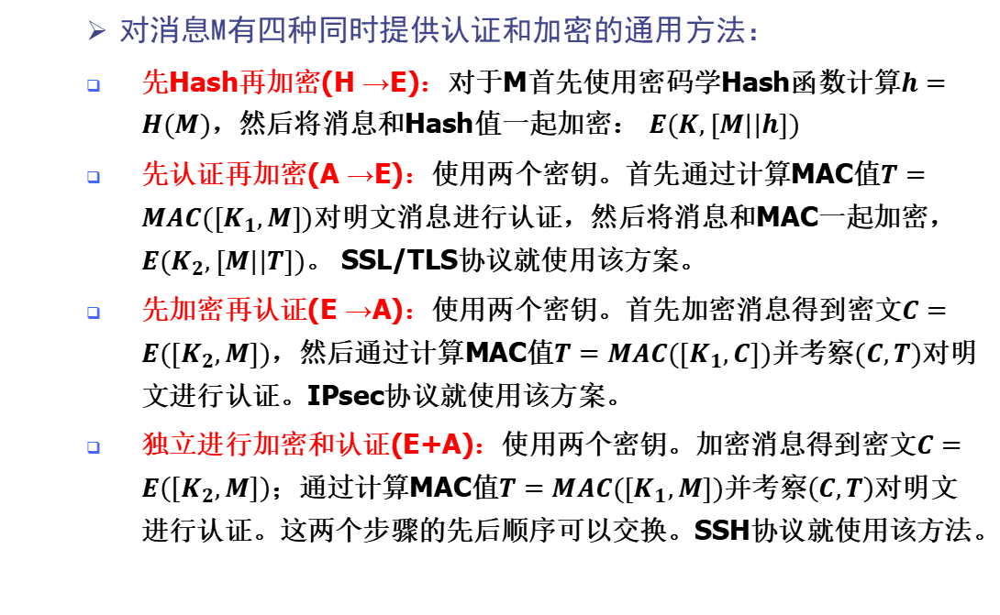 ➢ 对消息M有四种同时提供认证和加密的通用方法：
❑ 先Hash再加密(H →E)：对于M首先使用密码学Hash函数计算h =
H(M)，然后将消息和Hash值一起加密： E(K, [M||h])
❑ 先认证再加密(A →E)：使用两个密钥。首先通过计算MAC值T =
MAC([K₁, M])对明文消息进行认证，然后将消息和MAC一起加密，
E(K₂, [M||T])。 SSL/TLS协议就使用该方案。
❑ 先加密再认证(E →A)：使用两个密钥。首先加密消息得到密文C =
E([K₂, M])，然后通过计算MAC值T = MAC([K₁, C])并考察(C, T)对明
文进行认证。IPsec协议就使用该方案。
❑ 独立进行加密和认证(E+A)：使用两个密钥。加密消息得到密文C =
E([K₂, M])；通过计算MAC值T = MAC([K₁, M])并考察(C, T)对明文
进行认证。这两个步骤的先后顺序可以交换。SSH协议就使用该方法。